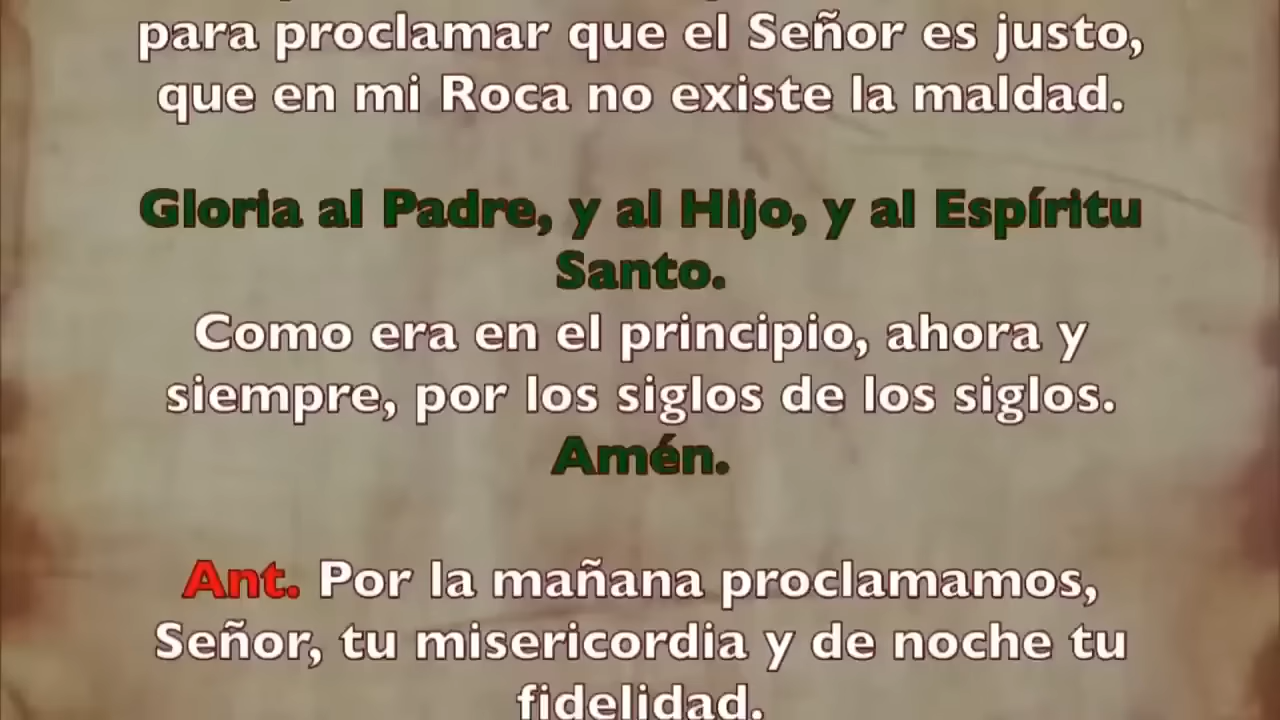 para proclamar que el Señor es justo,
que en mi Roca no existe la maldad.
Gloria al Padre, y al Hijo, y al Espíritu
Santo.
Como era en el principio, ahora y
siempre, por los siglos de los siglos.
Amén.
Ant. Por la mañana proclamamos,
Señor, tu misericordia y de noche tu
fidelidad.